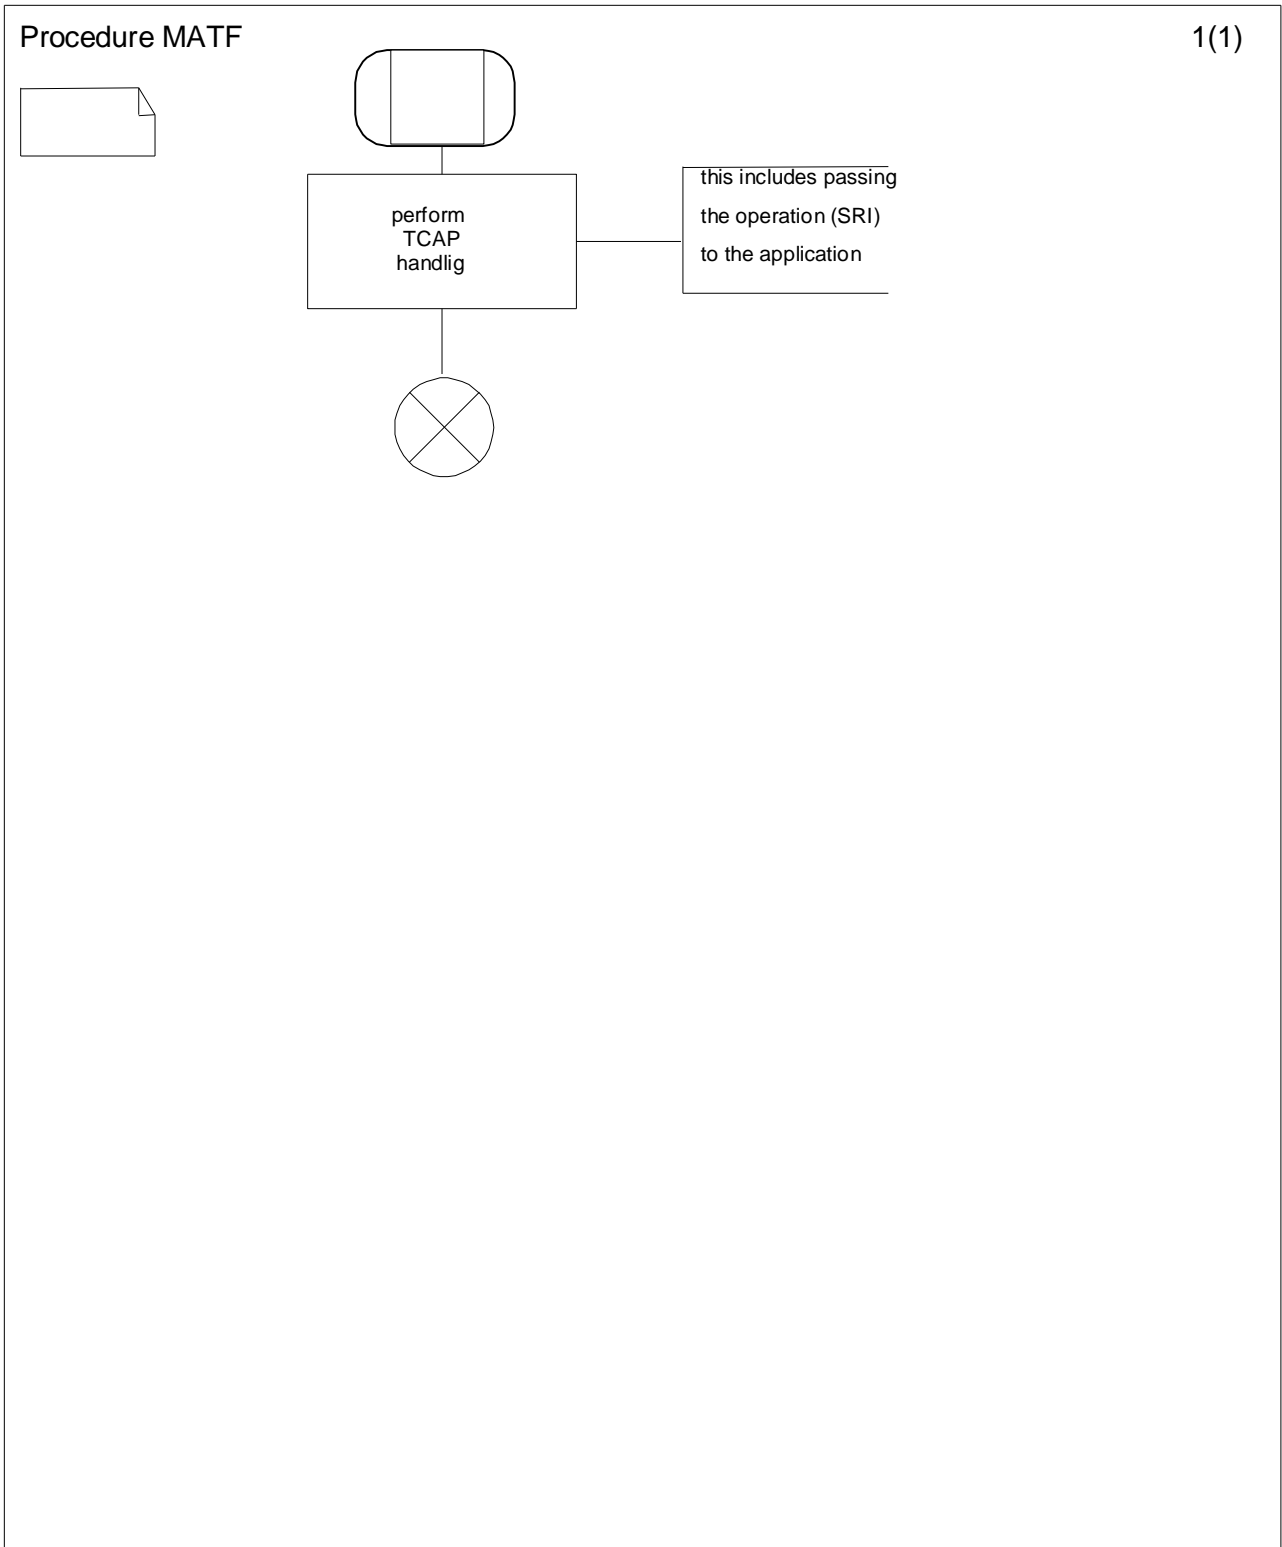 Procedure MATF
1(1)
perform
TCAP
handlig
this includes passing
the operation (SRI)
to the application